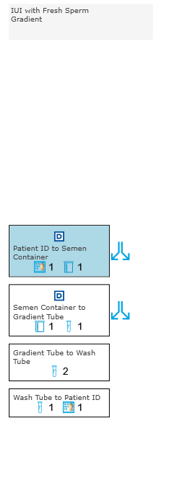 IUI with Fresh Sperm
Gradient
D
Patient ID to Semen
Container
1 1
D
Semen Container to
Gradient Tube
1 1
Gradient Tube to Wash
Tube
2
Wash Tube to Patient ID
1 1